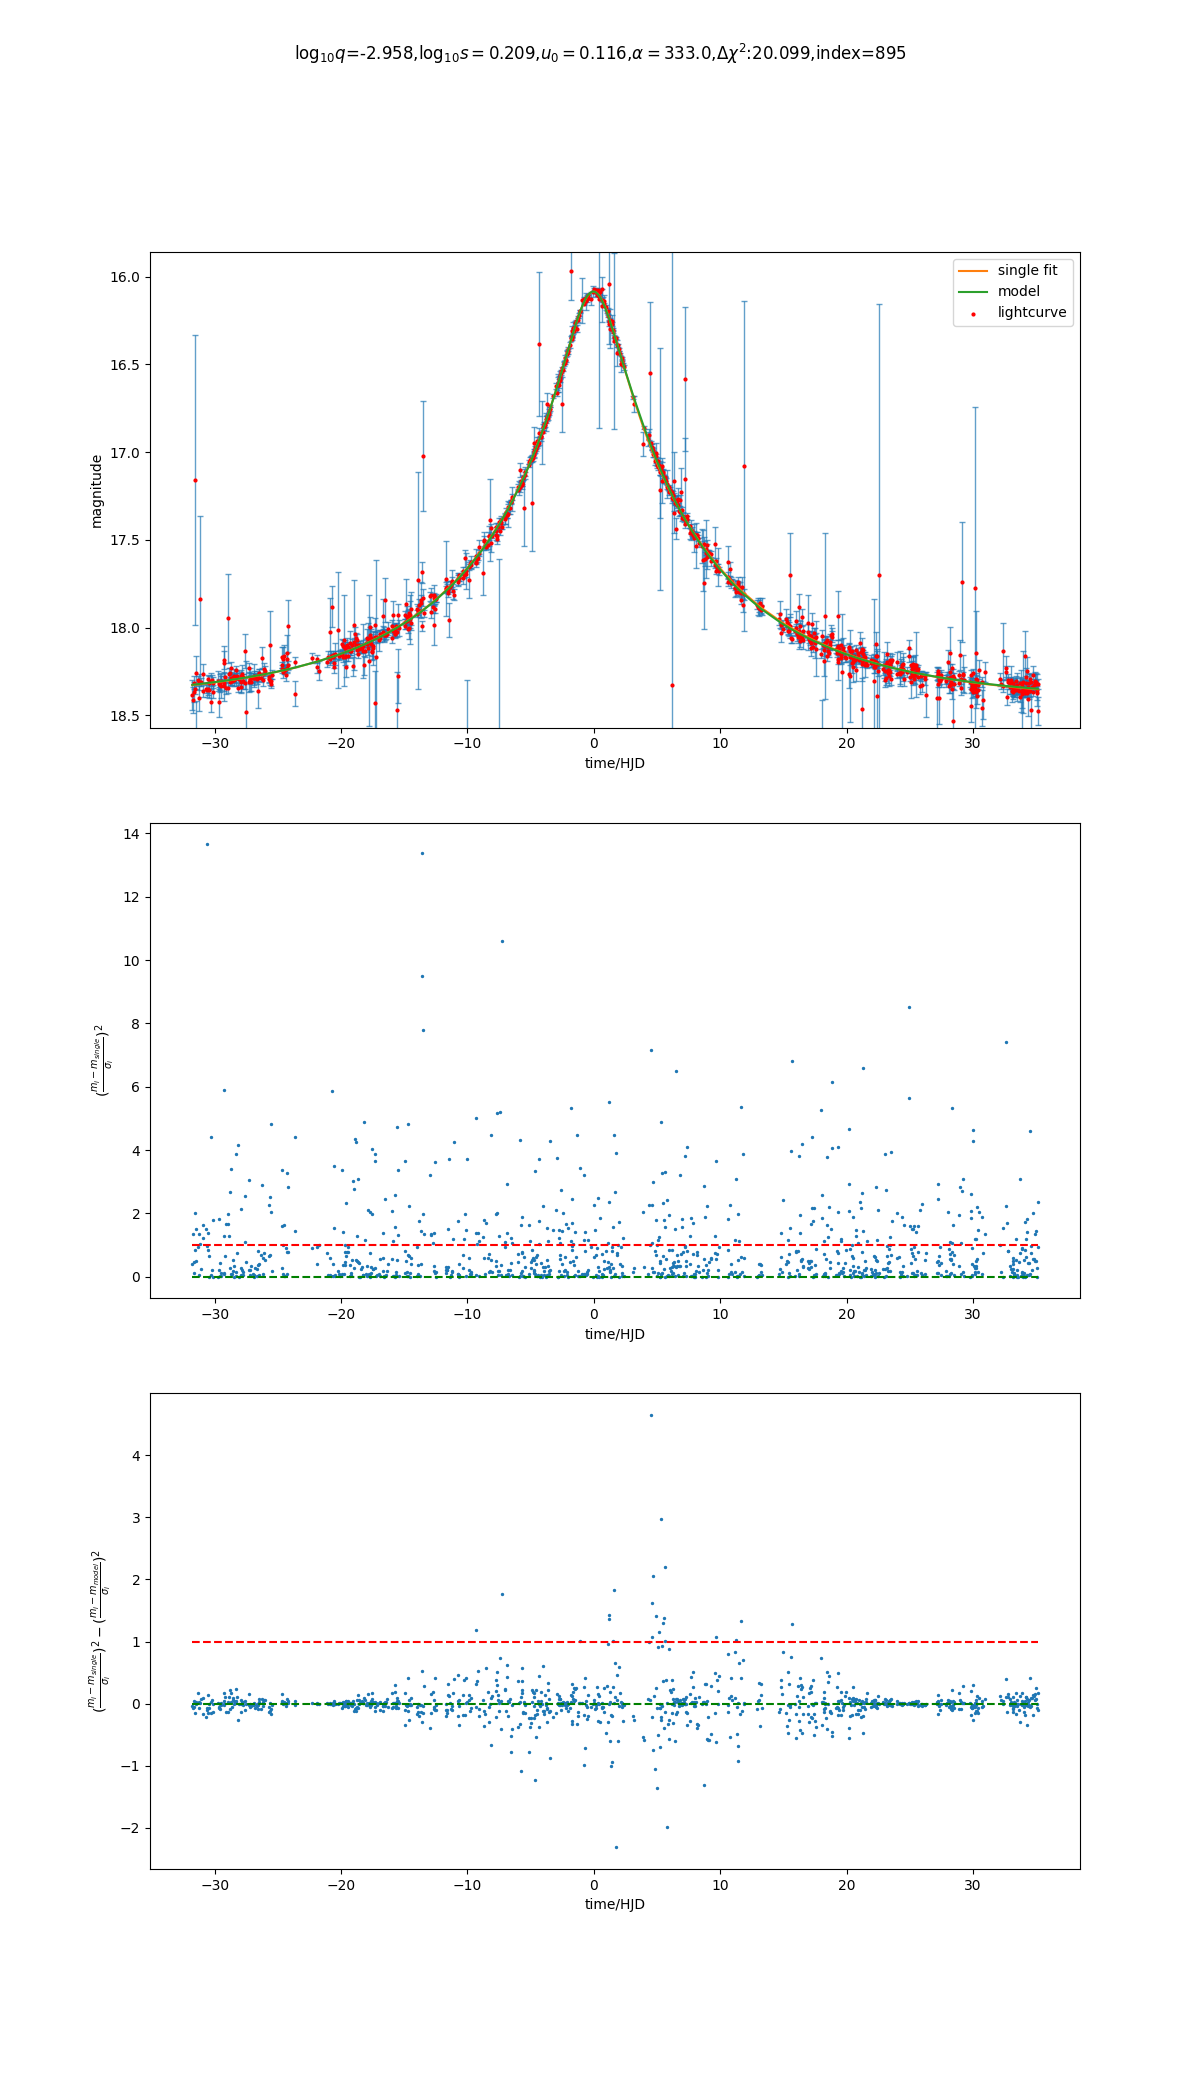 log₁₀q=-2.958,log₁₀s = 0.209,u₀ = 0.116,α = 333.0,Δχ²:20.099,index=895
16.0
16.5
17.0
17.5
18.0
18.5
magnitude
single fit
model
lightcurve
−30 −20 −10 0 10 20 30
time/HJD
14
12
10
8
6
4
2
0
(mᵢ − m_single / σᵢ)²
−30 −20 −10 0 10 20 30
time/HJD
4
3
2
1
0
−1
−2
(mᵢ − m_single / σᵢ)² − (mᵢ − m_model / σᵢ)²
−30 −20 −10 0 10 20 30
time/HJD